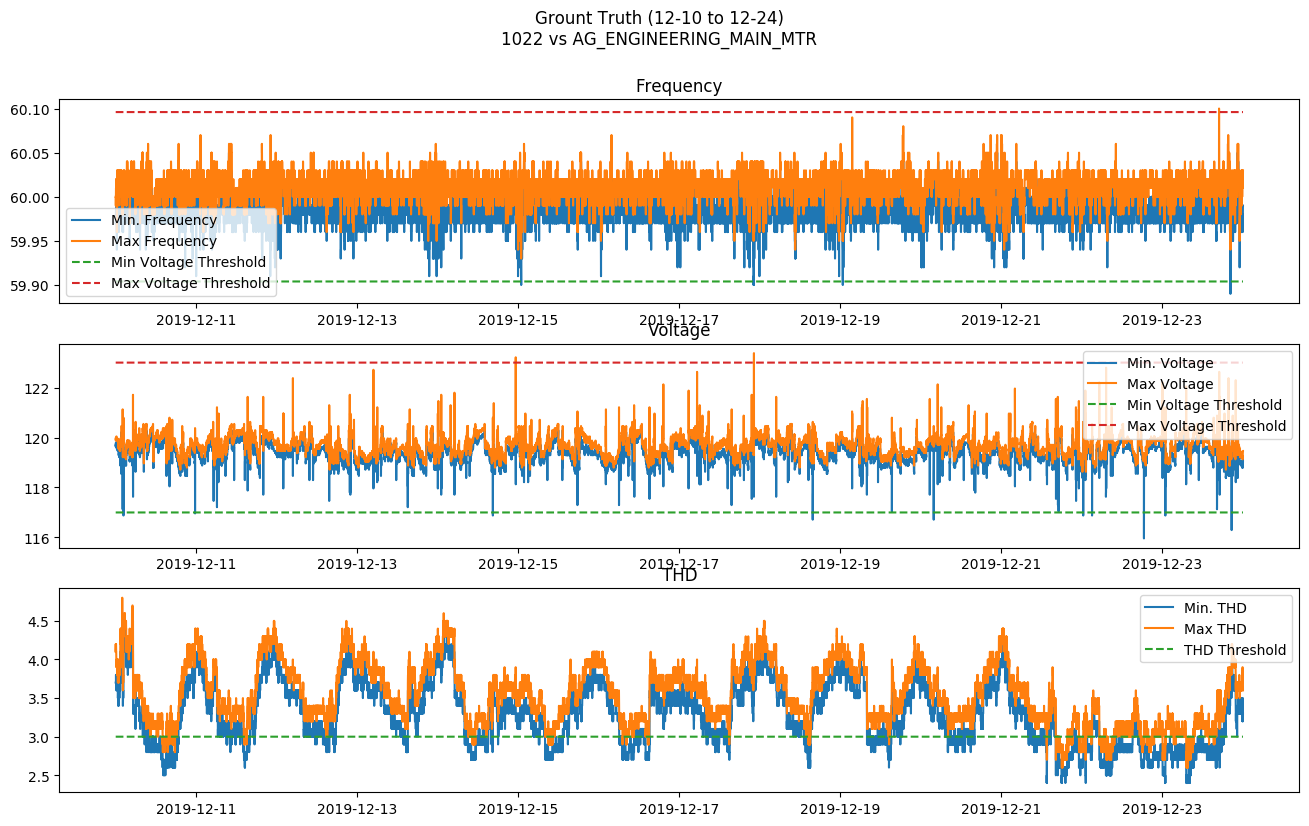 Grount Truth (12-10 to 12-24)
1022 vs AG_ENGINEERING_MAIN_MTR
Frequency
60.10
60.05
60.00
59.95
59.90
Min. Frequency
Max Frequency
Min Voltage Threshold
Max Voltage Threshold
2019-12-11 2019-12-13 2019-12-15 2019-12-17 2019-12-19 2019-12-21 2019-12-23
Voltage
122
120
118
116
Min. Voltage
Max Voltage
Min Voltage Threshold
Max Voltage Threshold
2019-12-11 2019-12-13 2019-12-15 2019-12-17 2019-12-19 2019-12-21 2019-12-23
THD
4.5
4.0
3.5
3.0
2.5
Min. THD
Max THD
THD Threshold
2019-12-11 2019-12-13 2019-12-15 2019-12-17 2019-12-19 2019-12-21 2019-12-23